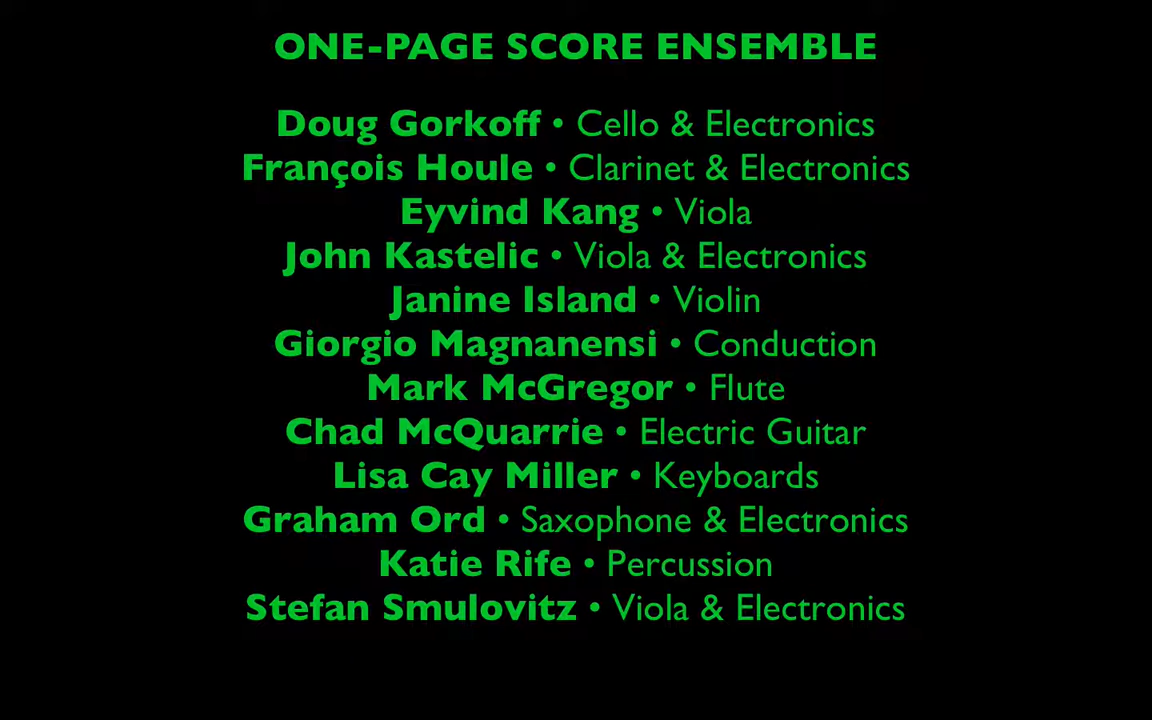 ONE-PAGE SCORE ENSEMBLE
Doug Gorkoff • Cello & Electronics
François Houle • Clarinet & Electronics
Eyvind Kang • Viola
John Kastelic • Viola & Electronics
Janine Island • Violin
Giorgio Magnanensi • Conduction
Mark McGregor • Flute
Chad McQuarrie • Electric Guitar
Lisa Cay Miller • Keyboards
Graham Ord • Saxophone & Electronics
Katie Rife • Percussion
Stefan Smulovitz • Viola & Electronics